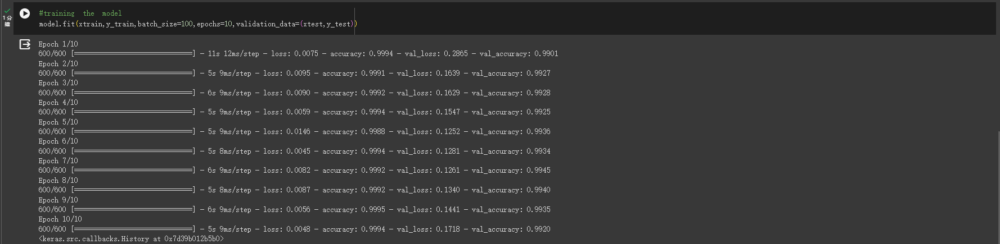 1 分
鐘
#training the model
model.fit(xtrain,y_train,batch_size=100,epochs=10,validation_data=(xtest,y_test))
Epoch 1/10
600/600 [==============================] - 11s 12ms/step - loss: 0.0075 - accuracy: 0.9994 - val_loss: 0.2865 - val_accuracy: 0.9901
Epoch 2/10
600/600 [==============================] - 5s 9ms/step - loss: 0.0095 - accuracy: 0.9991 - val_loss: 0.1639 - val_accuracy: 0.9927
Epoch 3/10
600/600 [==============================] - 6s 9ms/step - loss: 0.0090 - accuracy: 0.9992 - val_loss: 0.1629 - val_accuracy: 0.9928
Epoch 4/10
600/600 [==============================] - 5s 9ms/step - loss: 0.0059 - accuracy: 0.9994 - val_loss: 0.1547 - val_accuracy: 0.9925
Epoch 5/10
600/600 [==============================] - 5s 9ms/step - loss: 0.0146 - accuracy: 0.9988 - val_loss: 0.1252 - val_accuracy: 0.9936
Epoch 6/10
600/600 [==============================] - 5s 8ms/step - loss: 0.0045 - accuracy: 0.9994 - val_loss: 0.1281 - val_accuracy: 0.9934
Epoch 7/10
600/600 [==============================] - 6s 9ms/step - loss: 0.0082 - accuracy: 0.9992 - val_loss: 0.1261 - val_accuracy: 0.9945
Epoch 8/10
600/600 [==============================] - 5s 8ms/step - loss: 0.0087 - accuracy: 0.9992 - val_loss: 0.1340 - val_accuracy: 0.9940
Epoch 9/10
600/600 [==============================] - 6s 9ms/step - loss: 0.0056 - accuracy: 0.9995 - val_loss: 0.1441 - val_accuracy: 0.9935
Epoch 10/10
600/600 [==============================] - 5s 9ms/step - loss: 0.0048 - accuracy: 0.9994 - val_loss: 0.1718 - val_accuracy: 0.9920
<keras.src.callbacks.History at 0x7d39b012b5b0>